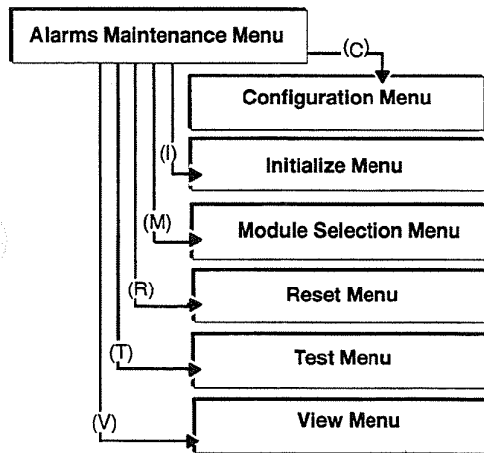 Alarms Maintenance Menu
(C)
Configuration Menu
(I)
Initialize Menu
(M)
Module Selection Menu
(R)
Reset Menu
(T)
Test Menu
(V)
View Menu